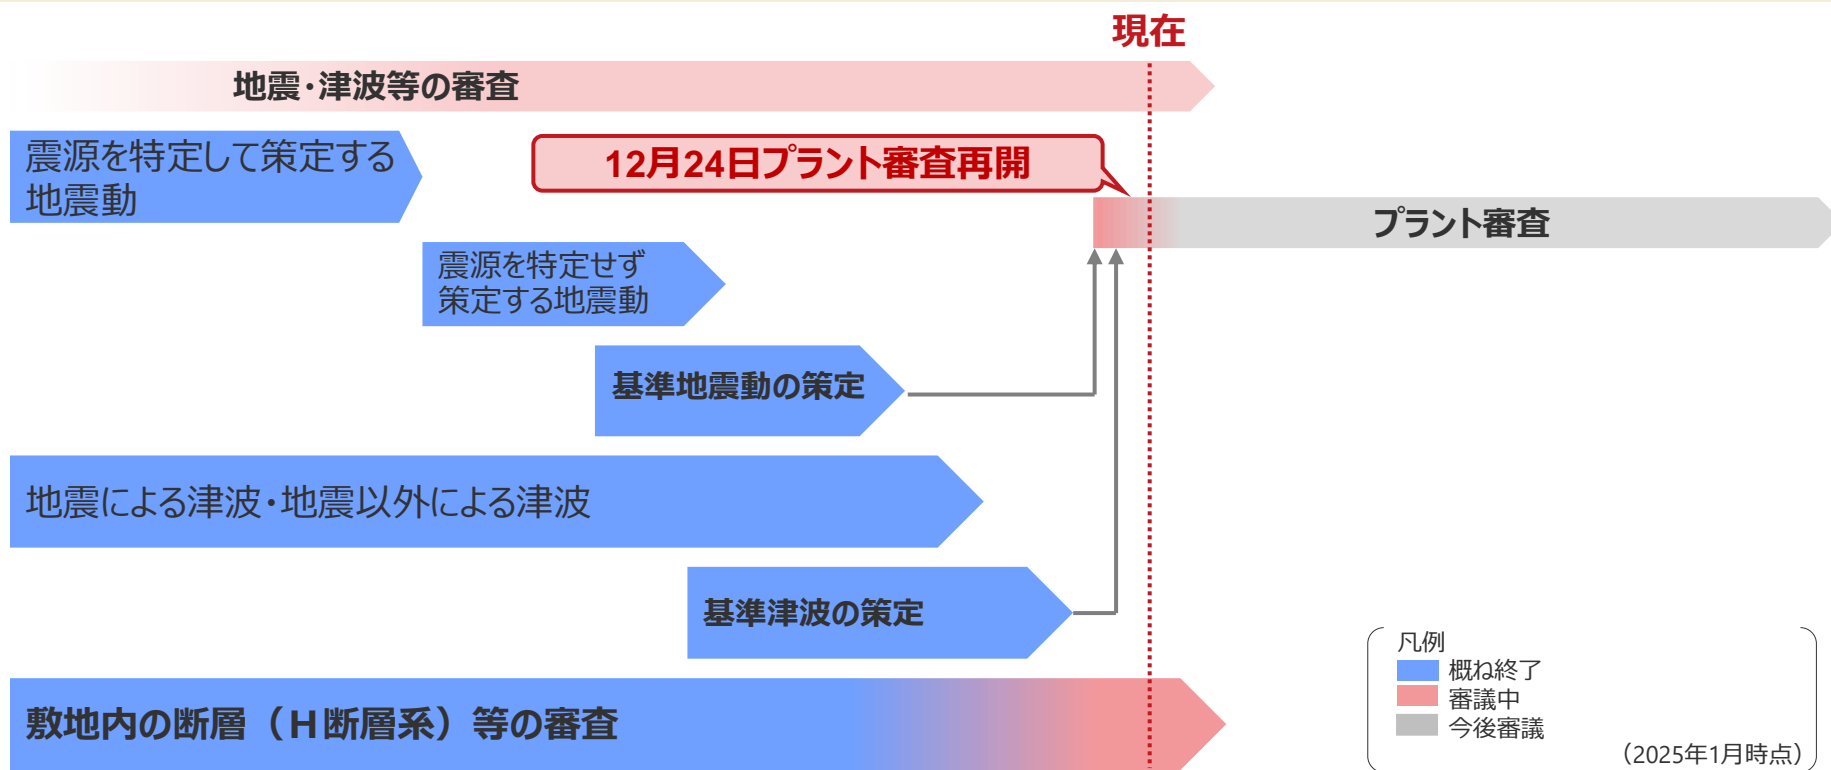 現在
地震・津波等の審査
震源を特定して策定する
地震動
12月24日プラント審査再開
プラント審査
震源を特定せず
策定する地震動
基準地震動の策定
地震による津波・地震以外による津波
基準津波の策定
敷地内の断層（H断層系）等の審査
凡例
概ね終了
審議中
今後審議
（2025年1月時点）